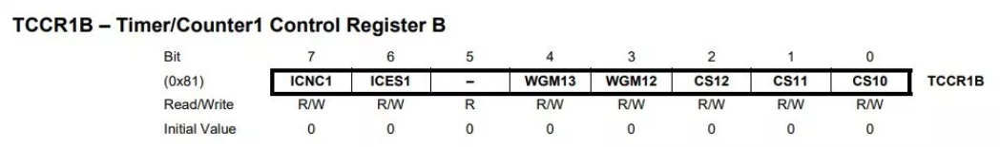 TCCR1B – Timer/Counter1 Control Register B
Bit 7 6 5 4 3 2 1 0
(0x81) ICNC1 ICES1 – WGM13 WGM12 CS12 CS11 CS10 TCCR1B
Read/Write R/W R/W R R/W R/W R/W R/W R/W
Initial Value 0 0 0 0 0 0 0 0